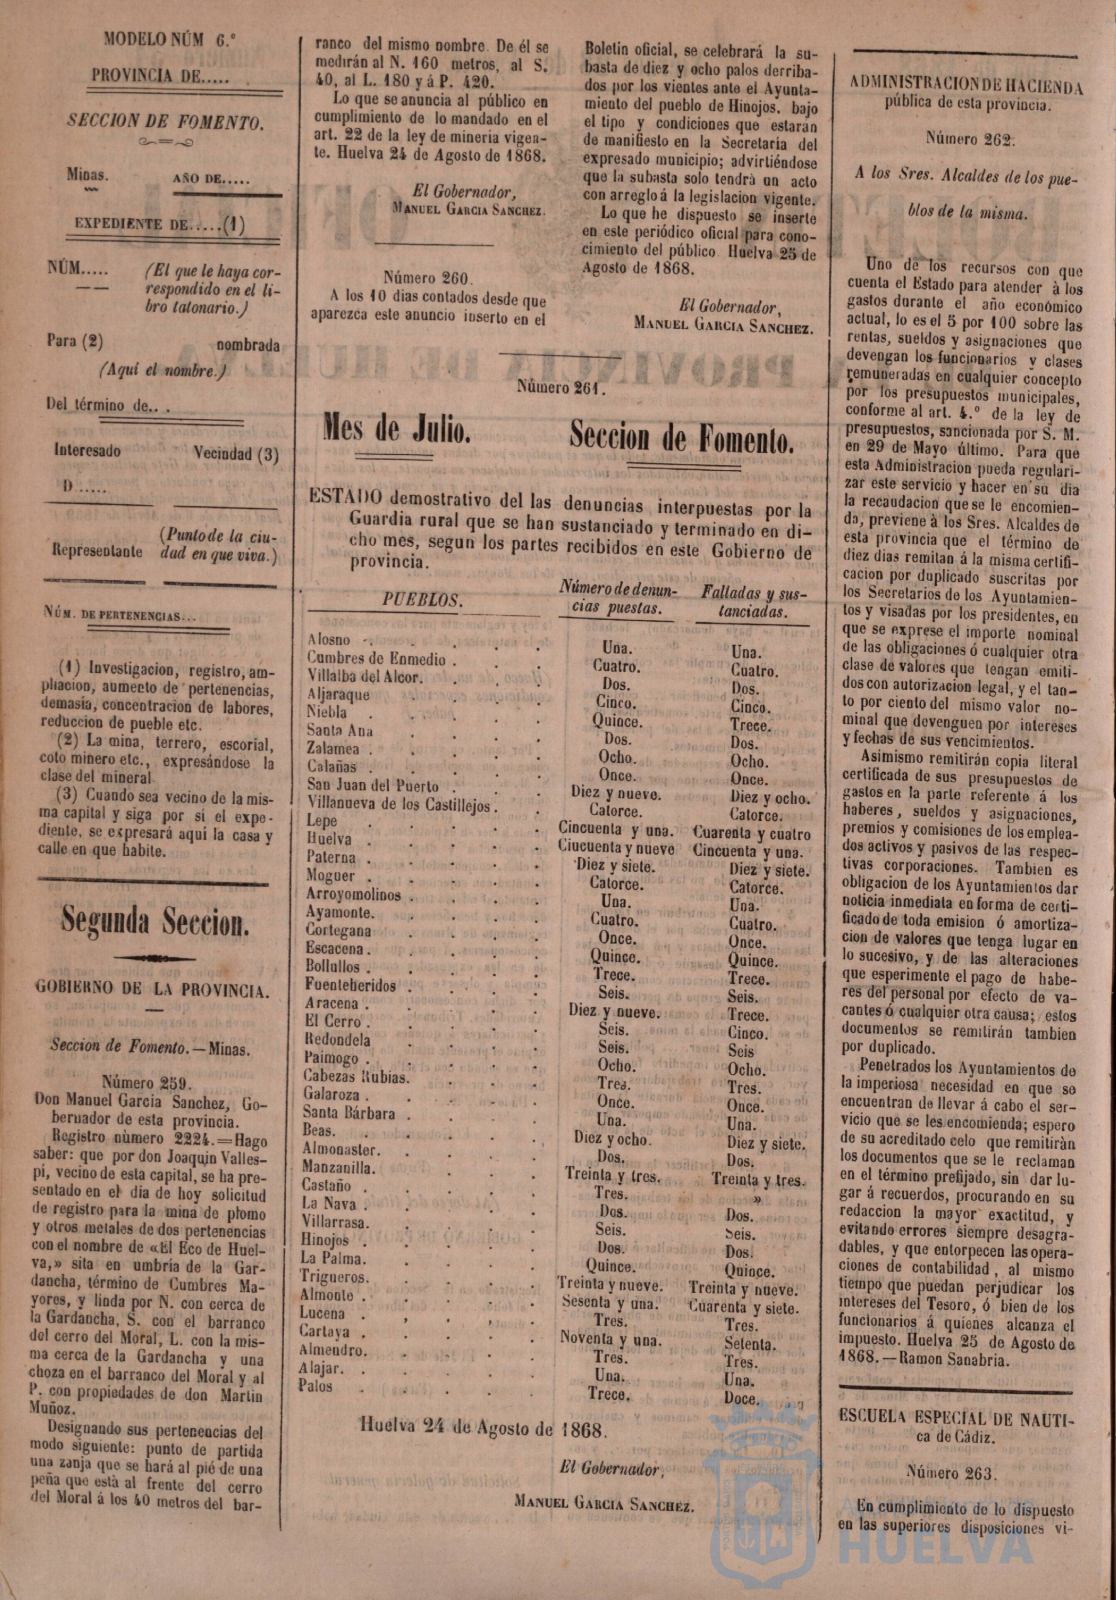 MODELO NÚM 6.º
PROVINCIA DE.....
SECCION DE FOMENTO.
Minas. AÑO DE.....
EXPEDIENTE DE.....(1)
NÚM..... (El que le haya cor-
respondido en el li-
bro tatonario.)
Para (2) nombrada
(Aquí el nombre.)
Del término de...
Interesado Vecindad (3)
D .....
(Punto de la ciu-
Representante dad en que viva.)
NÚM. DE PERTENENCIAS...
(1) Investigacion, registro, am-
pliacion, aumento de pertenencias,
demasía, concentracion de labores,
reduccion de pueble etc.
(2) La mina, terrero, escorial,
coto minero etc., expresándose la
clase del mineral.
(3) Cuando sea vecino de la mis-
ma capital y siga por sí el expe-
diente, se expresará aquí la casa y
calle en que habite.
Segunda Seccion.
GOBIERNO DE LA PROVINCIA.
Seccion de Fomento.—Minas.
Número 259.
Don Manuel García Sanchez, Go-
bernador de esta provincia.
Registro número 2224.=Hago
saber: que por don Joaquin Valles-
pi, vecino de esta capital, se ha pre-
sentado en el dia de hoy solicitud
de registro para la mina de plomo
y otros metales de dos pertenencias
con el nombre de «El Eco de Huel-
va,» sita en umbría de la Gar-
dancha, término de Cumbres Ma-
yores, y linda por N. con cerca de
la Gardancha, S. con el barranco
del cerro del Moral, L. con la mis-
ma cerca de la Gardancha y una
choza en el barranco del Moral y al
P. con propiedades de don Martin
Muñoz.
Designando sus pertenencias del
modo siguiente: punto de partida
una zanja que se hará al pié de una
peña que està al frente del cerro
del Moral á los 40 metros del bar-
ranco del mismo nombre. De él se
medirán al N. 160 metros, al S.
40, al L. 180 y á P. 420.
Lo que se anuncia al público en
cumplimiento de lo mandado en el
art. 22 de la ley de mineria vigen-
te. Huelva 24 de Agosto de 1868.
El Gobernador,
MANUEL GARCIA SANCHEZ.
Número 260.
A los 10 dias contados desde que
aparezca este anuncio inserto en el
Boletin oficial, se celebrará la su-
basta de diez y ocho palos derriba-
dos por los vientes ante el Ayunta-
miento del pueblo de Hinojos, bajo
el tipo y condiciones que estarán
de manifiesto en la Secretaría del
expresado municipio; advirtiéndose
que la subasta solo tendrá un acto
con arreglo á la legislacion vigente.
Lo que he dispuesto se inserte
en este periódico oficial para cono-
cimiento del público Huelva 25 de
Agosto de 1868.
El Gobernador,
MANUEL GARCIA SANCHEZ.
Número 261.
Mes de Julio. Seccion de Fomento.
ESTADO demostrativo del las denuncias interpuestas por la
Guardia rural que se han sustanciado y terminado en di-
cho mes, segun los partes recibidos en este Gobierno de
provincia.
PUEBLOS. Número de denun- Falladas y sus-
cias puestas. tanciadas.
Alosno . . . . Una. Una.
Cumbres de Enmedio . . . Cuatro. Cuatro.
Villalba del Alcor. . . . Dos. Dos.
Aljaraque . . . Cinco. Cinco.
Niebla . . . . Quince. Trece.
Santa Ana . . . Dos. Dos.
Zalamea . . . . Ocho. Ocho.
Calañas . . . . Once. Once.
San Juan del Puerto . . . Diez y nueve. Diez y ocho.
Villanueva de los Castillejos . . . Catorce. Catorce.
Lepe . . . . Cincuenta y una. Cuarenta y cuatro
Huelva . . . . Ciucuenta y nueve Cincuenta y una.
Paterna . . . . Diez y siete. Diez y siete.
Moguer . . . . Catorce. Catorce.
Arroyomolinos . . . . Una. Una.
Ayamonte. . . . Cuatro. Cuatro.
Cortegana . . . Once. Once.
Escacena . . . . Quince. Quince.
Bollullos . . . . Trece. Trece.
Fuenteheridos . . . . Seis. Seis.
Aracena . . . . Diez y nueve. Trece.
El Cerro . . . . Seis. Cinco.
Redondela . . . Seis. Seis
Paimogo . . . . Ocho. Ocho.
Cabezas Rubias. . . . Tres. Tres.
Galaroza . . . . Once. Once.
Santa Bárbara . . . . Una. Una.
Beas. . . . . Diez y ocho. Diez y siete.
Almonaster. . . . Dos. Dos.
Manzanilla. . . . Treinta y tres. Treinta y tres.
Castaño . . . . Tres. »
La Nava . . . . Dos. Dos.
Villarrasa. . . . Seis. Seis.
Hinojos . . . . Dos. Dos.
La Palma. . . . Quince. Quince.
Trigueros. . . . Treinta y nueve. Treinta y nueve.
Almonte . . . . Sesenta y una. Cuarenta y siete.
Lucena . . . . Tres. Tres.
Cartaya . . . . Noventa y una. Setenta.
Almendro. . . . Tres. Tres.
Alajar. . . . Una. Una.
Palos . . . . Trece. Doce.
Huelva 24 de Agosto de 1868.
El Gobernador,
MANUEL GARCIA SANCHEZ.
ADMINISTRACION DE HACIENDA
pública de esta provincia.
Número 262.
A los Sres. Alcaldes de los pue-
blos de la misma.
Uno de los recursos con que
cuenta el Estado para atender à los
gastos durante el año económico
actual, lo es el 5 por 100 sobre las
rentas, sueldos y asignaciones que
devengan los funcionarios y clases
remuneradas en cualquier concepto
por los presupuestos municipales,
conforme al art. 4.º de la ley de
presupuestos, sancionada por S. M.
en 29 de Mayo último. Para que
esta Administracion pueda regulari-
zar este servicio y hacer en su dia
la recaudacion que se le encomien-
da, previene à los Sres. Alcaldes de
esta provincia que el término de
diez dias remitan á la misma certifi-
cacion por duplicado suscritas por
los Secretarios de los Ayuntamien-
tos y visadas por los presidentes, en
que se exprese el importe nominal
de las obligaciones ó cualquier otra
clase de valores que tengan emiti-
dos con autorizacion legal, y el tan-
to por ciento del mismo valor no-
minal que devenguen por intereses
y fechas de sus vencimientos.
Asimismo remitirán copia literal
certificada de sus presupuestos de
gastos en la parte referente á los
haberes, sueldos y asignaciones,
premios y comisiones de los emplea-
dos activos y pasivos de las respec-
tivas corporaciones. Tambien es
obligacion de los Ayuntamientos dar
noticia inmediata en forma de certi-
ficado de toda emision ó amortiza-
cion de valores que tenga lugar en
lo sucesivo, y de las alteraciones
que esperimente el pago de habe-
res del personal por efecto de va-
cantes ó cualquier otra causa; estos
documentos se remitirán tambien
por duplicado.
Penetrados los Ayuntamientos de
la imperiosa necesidad en que se
encuentran de llevar á cabo el ser-
vicio que se les encomienda; espero
de su acreditado celo que remitirán
los documentos que se le reclaman
en el término prefijado, sin dar lu-
gar á recuerdos, procurando en su
redaccion la mayor exactitud, y
evitando errores siempre desagra-
dables, y que entorpecen las opera-
ciones de contabilidad, al mismo
tiempo que puedan perjudicar los
intereses del Tesoro, ó bien de los
funcionarios á quienes alcanza el
impuesto. Huelva 25 de Agosto de
1868.—Ramon Sanabria.
ESCUELA ESPECIAL DE NAUTI-
ca de Cádiz.
Número 263.
En cumplimiento de lo dispuesto
en las superiores disposiciones vi-
HUELVA